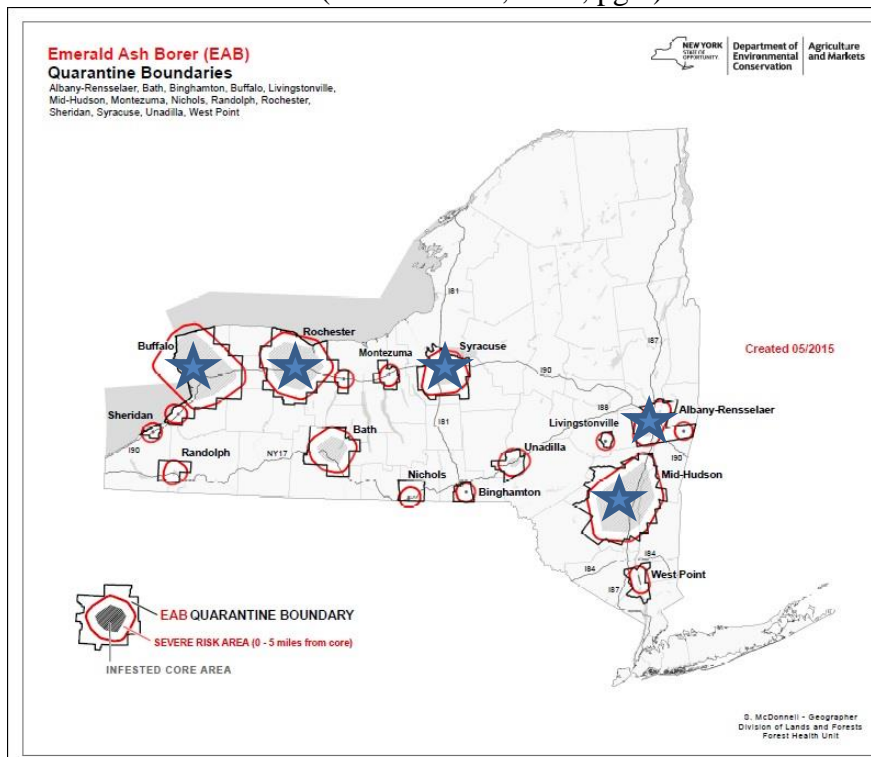 Emerald Ash Borer (EAB)
Quarantine Boundaries
Albany-Rensselaer, Bath, Binghamton, Buffalo, Livingstonville,
Mid-Hudson, Montezuma, Nichols, Randolph, Rochester,
Sheridan, Syracuse, Unadilla, West Point
NEW YORK
STATE OF
OPPORTUNITY.
Department of
Environmental
Conservation
Agriculture
and Markets
I81
I87
Rochester
Buffalo
Montezuma
Syracuse
Created 05/2015
I90
Sheridan
I90
Randolph
NY17
Bath
I81
Nichols
Binghamton
Unadilla
I88
Livingstonville
Albany-Rensselaer
I90
Mid-Hudson
I84
I84
I87
West Point
EAB QUARANTINE BOUNDARY
SEVERE RISK AREA (0 - 5 miles from core)
INFESTED CORE AREA
S. McDonnell - Geographer
Division of Lands and Forests
Forest Health Unit